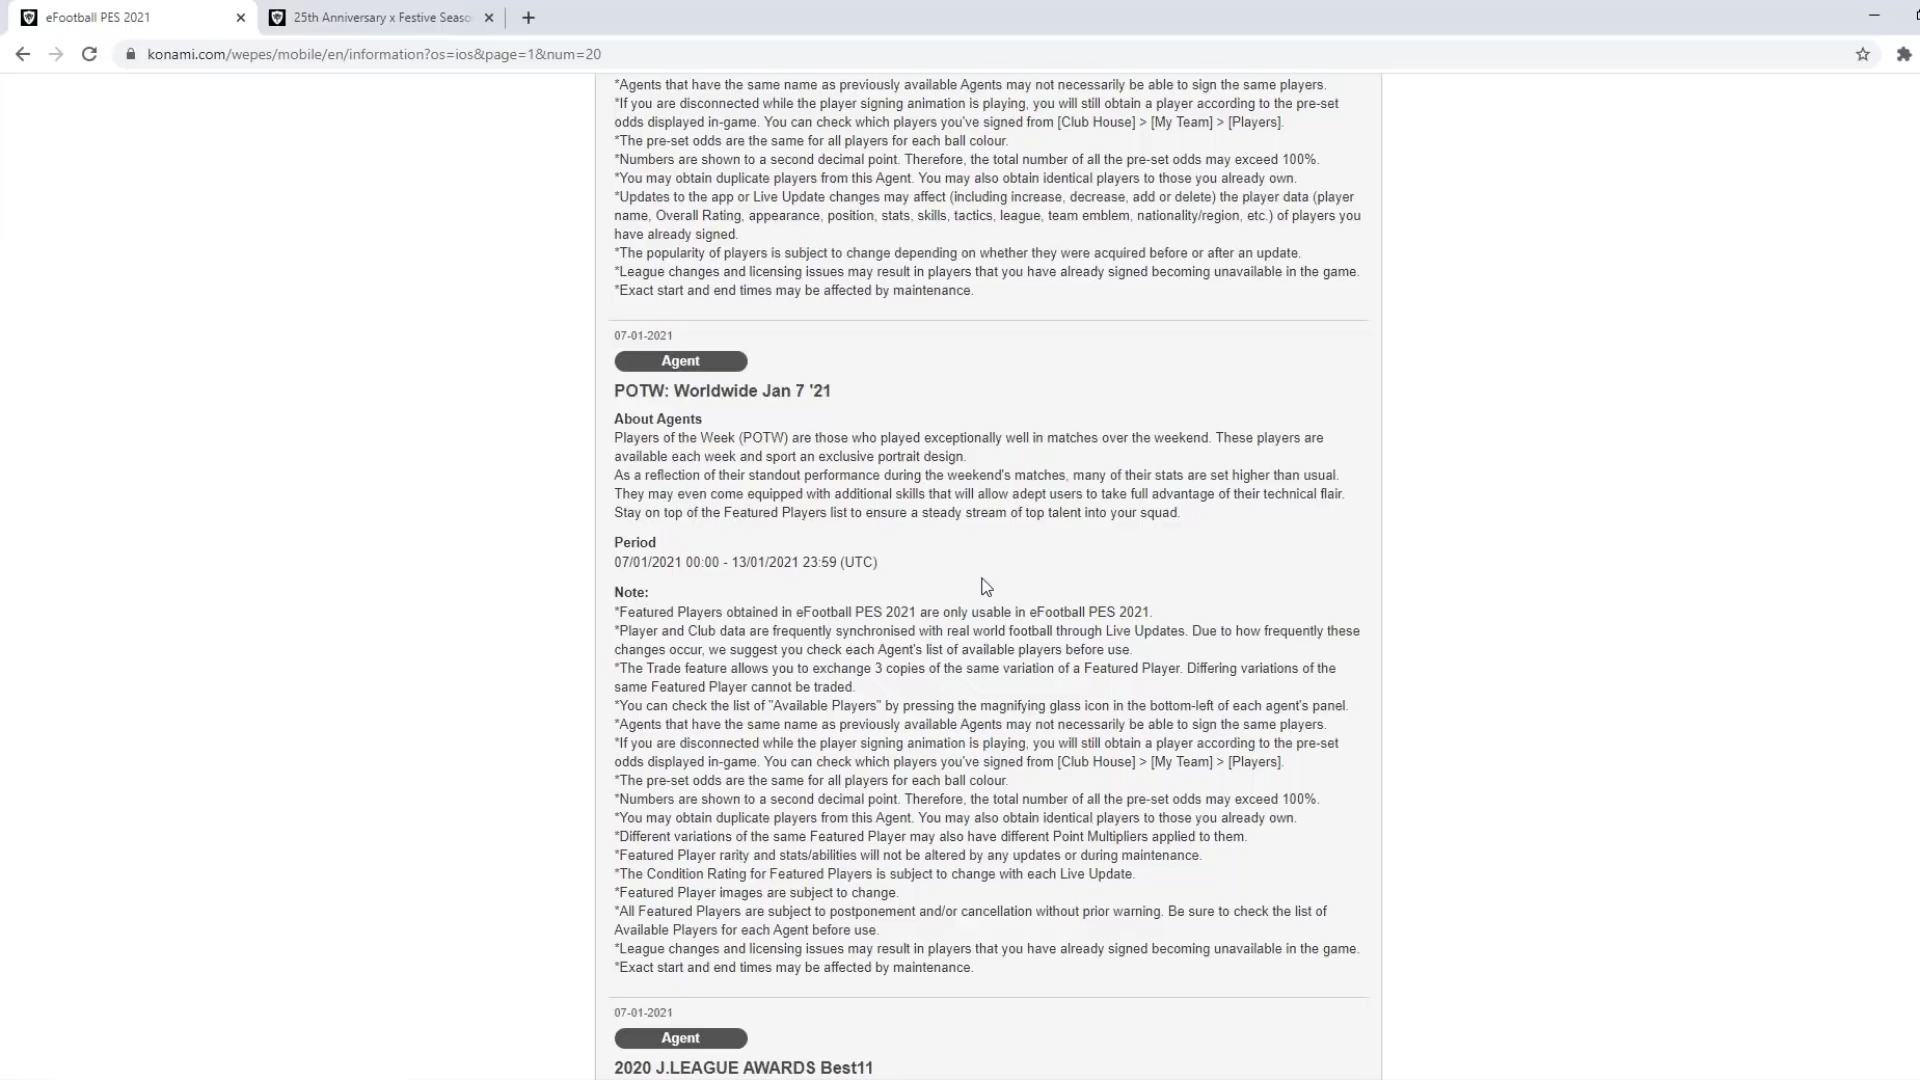 eFootball PES 2021
25th Anniversary x Festive Seaso
konami.com/wepes/mobile/en/information?os=ios&page=1&num=20
*Agents that have the same name as previously available Agents may not necessarily be able to sign the same players.
*If you are disconnected while the player signing animation is playing, you will still obtain a player according to the pre-set
odds displayed in-game. You can check which players you've signed from [Club House] > [My Team] > [Players].
*The pre-set odds are the same for all players for each ball colour.
*Numbers are shown to a second decimal point. Therefore, the total number of all the pre-set odds may exceed 100%.
*You may obtain duplicate players from this Agent. You may also obtain identical players to those you already own.
*Updates to the app or Live Update changes may affect (including increase, decrease, add or delete) the player data (player
name, Overall Rating, appearance, position, stats, skills, tactics, league, team emblem, nationality/region, etc.) of players you
have already signed.
*The popularity of players is subject to change depending on whether they were acquired before or after an update.
*League changes and licensing issues may result in players that you have already signed becoming unavailable in the game.
*Exact start and end times may be affected by maintenance.
07-01-2021
Agent
POTW: Worldwide Jan 7 '21
About Agents
Players of the Week (POTW) are those who played exceptionally well in matches over the weekend. These players are
available each week and sport an exclusive portrait design.
As a reflection of their standout performance during the weekend's matches, many of their stats are set higher than usual.
They may even come equipped with additional skills that will allow adept users to take full advantage of their technical flair.
Stay on top of the Featured Players list to ensure a steady stream of top talent into your squad.
Period
07/01/2021 00:00 - 13/01/2021 23:59 (UTC)
Note:
*Featured Players obtained in eFootball PES 2021 are only usable in eFootball PES 2021.
*Player and Club data are frequently synchronised with real world football through Live Updates. Due to how frequently these
changes occur, we suggest you check each Agent's list of available players before use.
*The Trade feature allows you to exchange 3 copies of the same variation of a Featured Player. Differing variations of the
same Featured Player cannot be traded.
*You can check the list of "Available Players" by pressing the magnifying glass icon in the bottom-left of each agent's panel.
*Agents that have the same name as previously available Agents may not necessarily be able to sign the same players.
*If you are disconnected while the player signing animation is playing, you will still obtain a player according to the pre-set
odds displayed in-game. You can check which players you've signed from [Club House] > [My Team] > [Players].
*The pre-set odds are the same for all players for each ball colour.
*Numbers are shown to a second decimal point. Therefore, the total number of all the pre-set odds may exceed 100%.
*You may obtain duplicate players from this Agent. You may also obtain identical players to those you already own.
*Different variations of the same Featured Player may also have different Point Multipliers applied to them.
*Featured Player rarity and stats/abilities will not be altered by any updates or during maintenance.
*The Condition Rating for Featured Players is subject to change with each Live Update.
*Featured Player images are subject to change.
*All Featured Players are subject to postponement and/or cancellation without prior warning. Be sure to check the list of
Available Players for each Agent before use.
*League changes and licensing issues may result in players that you have already signed becoming unavailable in the game.
*Exact start and end times may be affected by maintenance.
07-01-2021
Agent
2020 J.LEAGUE AWARDS Best11